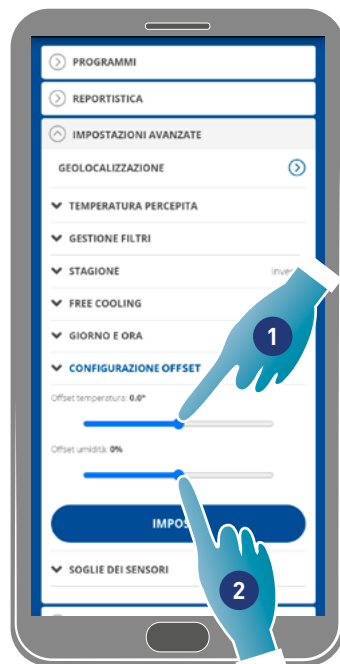 PROGRAMMI
REPORTISTICA
IMPOSTAZIONI AVANZATE
GEOLOCALIZZAZIONE
TEMPERATURA PERCEPITA
GESTIONE FILTRI
STAGIONE
FREE COOLING
GIORNO E ORA
1
CONFIGURAZIONE OFFSET
Offset temperatura: 0.0°
Offset umidità: 0%
SOGLIE DEI SENSORI
2